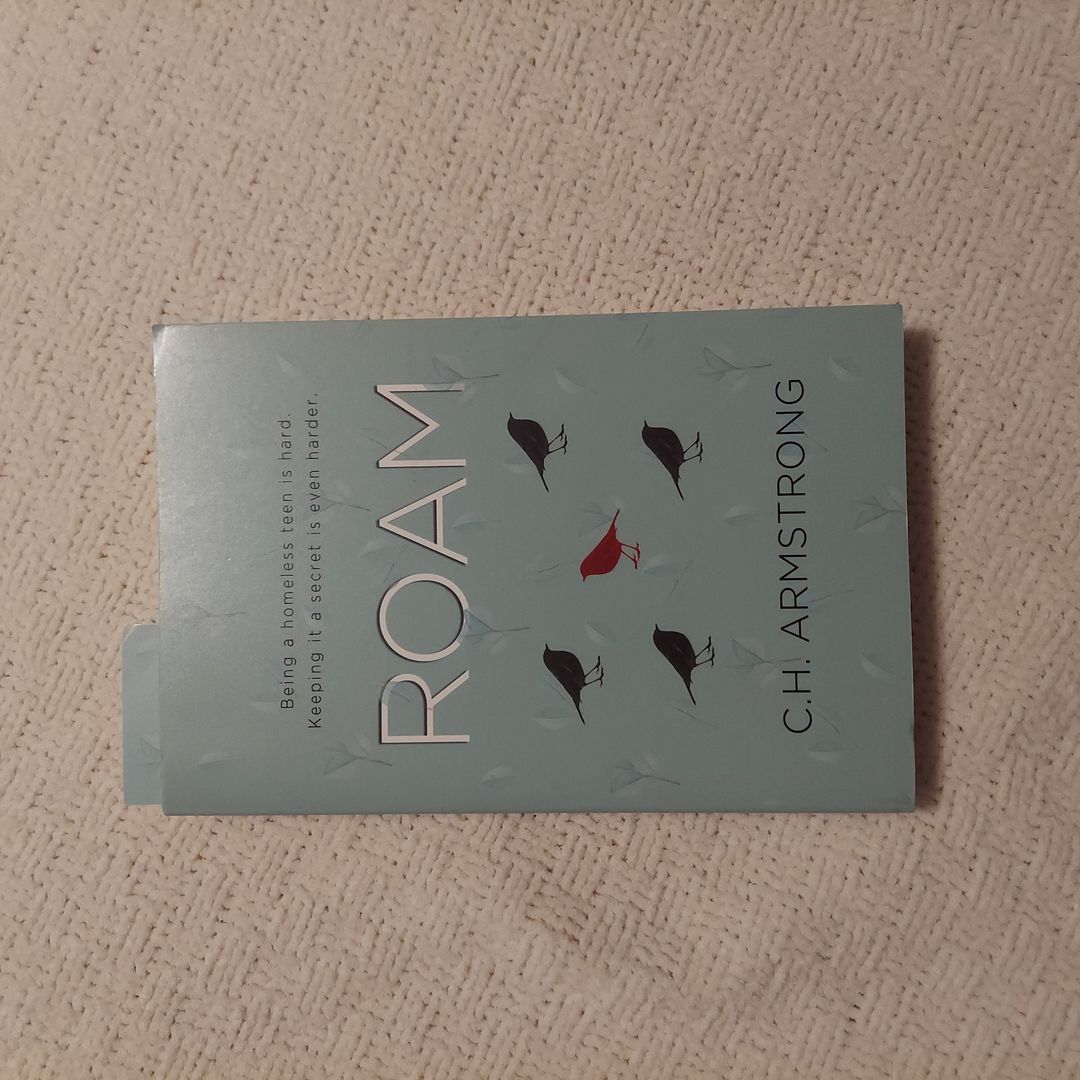 Being a homeless teen is hard.
Keeping it a secret is even harder.
ROAM
C.H. ARMSTRONG